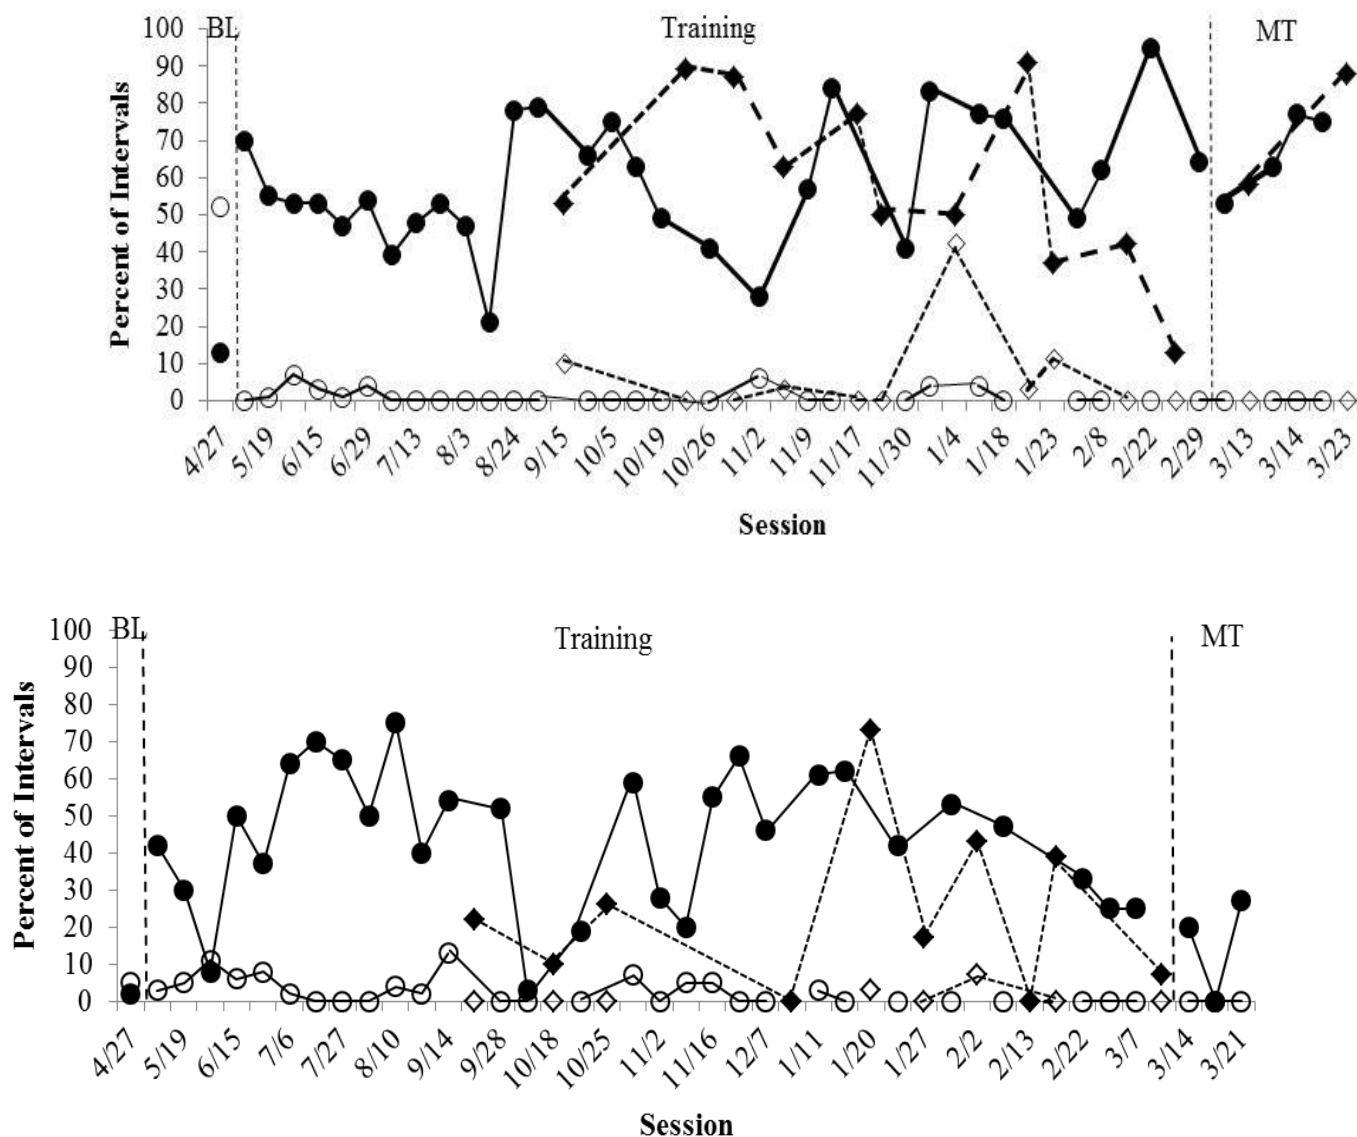 BL Training MT
100
90
80
70
60
50
40
30
20
10
0
Percent of Intervals
4/27 5/19 6/15 6/29 7/13 8/3 8/24 9/15 10/5 10/19 10/26 11/2 11/9 11/17 11/30 1/4 1/18 1/23 2/8 2/22 2/29 3/13 3/14 3/23
Session
BL Training MT
100
90
80
70
60
50
40
30
20
10
0
Percent of Intervals
4/27 5/19 6/15 7/6 7/27 8/10 9/14 9/28 10/18 10/25 11/2 11/16 12/7 1/11 1/20 1/27 2/2 2/13 2/22 3/7 3/14 3/21
Session